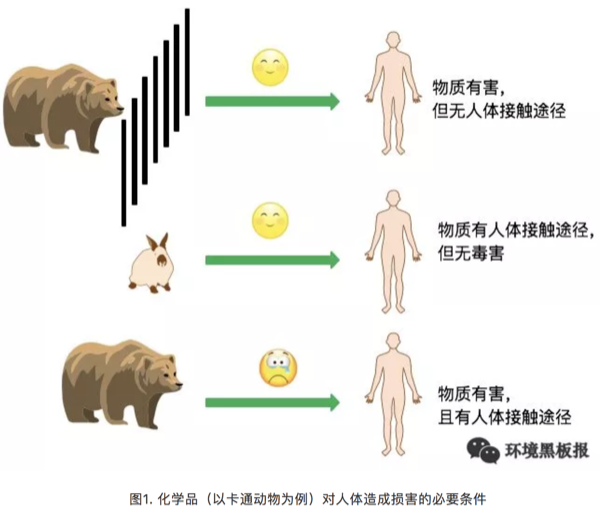 物质有害，
但无人体接触途径
物质有人体接触途径，
但无毒害
物质有害，
且有人体接触途径
环境黑板报
图1. 化学品（以卡通动物为例）对人体造成损害的必要条件